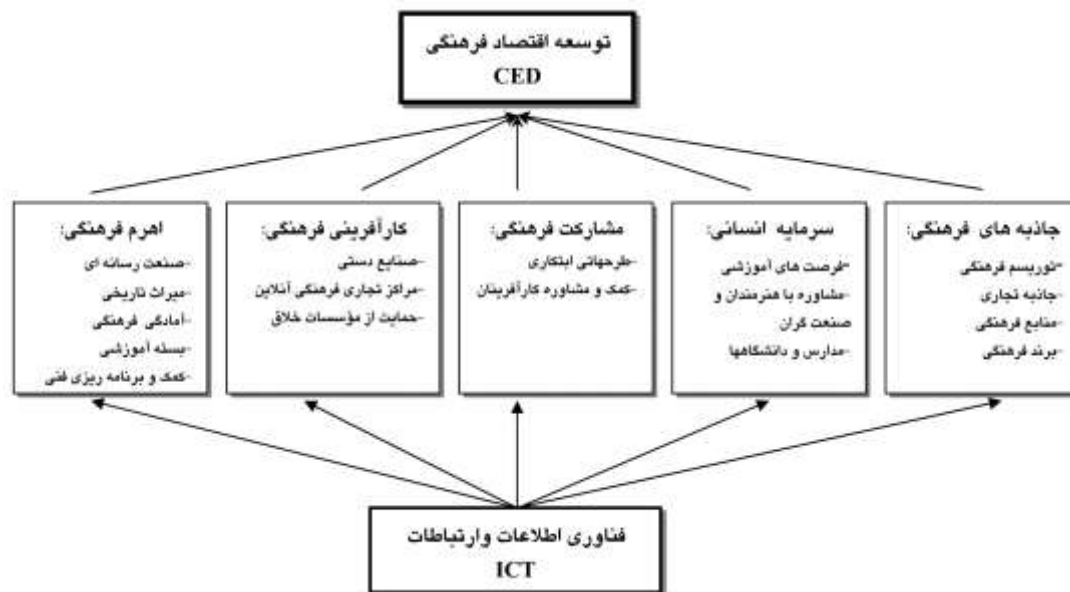 توسعه اقتصاد فرهنگی
CED
جاذبه های فرهنگی:
-توریسم فرهنگی
-جاذبه تجاری
-منابع فرهنگی
-برند فرهنگی
سرمایه انسانی:
-فرصت های آموزشی
-مشاوره با هنرمندان و
صنعت گران
-مدارس و دانشگاهها
مشارکت فرهنگی:
-طرحهائی ابتکاری
-کمک و مشاوره کارآفرینان
کارآفرینی فرهنگی:
-صنایع دستی
-مراکز تجاری فرهنگی آنلاین
-حمایت از مؤسسات خلاق
اهرم فرهنگی:
-صنعت رسانه ای
-میراث تاریخی
-آمادگی فرهنگی
-بسته آموزشی
-کمک و برنامه ریزی فنی
فناوری اطلاعات وارتباطات
ICT